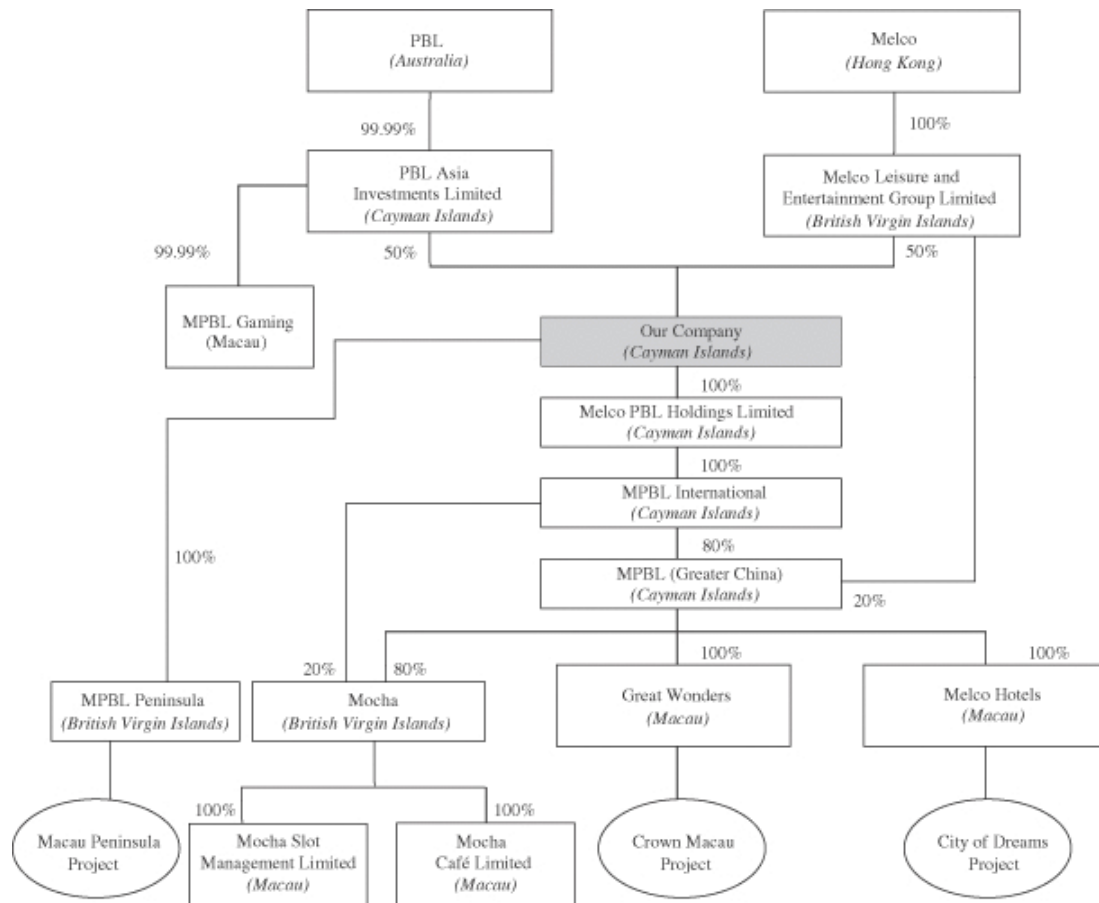 PBL
(Australia)
Melco
(Hong Kong)
99.99%
100%
PBL Asia
Investments Limited
(Cayman Islands)
Melco Leisure and
Entertainment Group Limited
(British Virgin Islands)
99.99%
50%
50%
MPBL Gaming
(Macau)
Our Company
(Cayman Islands)
100%
Melco PBL Holdings Limited
(Cayman Islands)
100%
MPBL International
(Cayman Islands)
100%
80%
MPBL (Greater China)
(Cayman Islands)
20%
20%
80%
100%
100%
MPBL Peninsula
(British Virgin Islands)
Mocha
(British Virgin Islands)
Great Wonders
(Macau)
Melco Hotels
(Macau)
100%
100%
Macau Peninsula
Project
Mocha Slot
Management Limited
(Macau)
Mocha
Café Limited
(Macau)
Crown Macau
Project
City of Dreams
Project